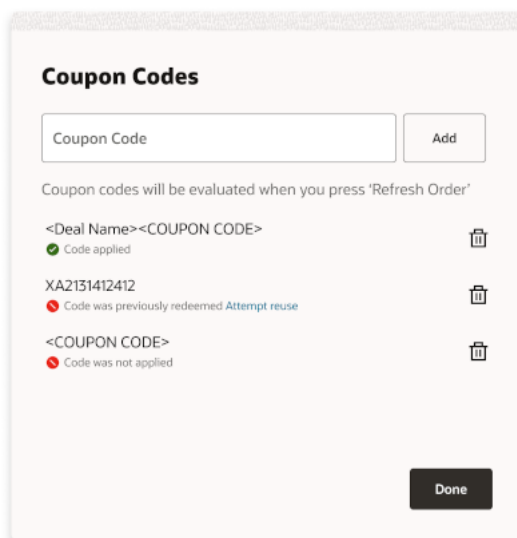 Coupon Codes
Coupon Code
Add
Coupon codes will be evaluated when you press ‘Refresh Order’
<Deal Name><COUPON CODE>
Code applied
XA2131412412
Code was previously redeemed Attempt reuse
<COUPON CODE>
Code was not applied
Done